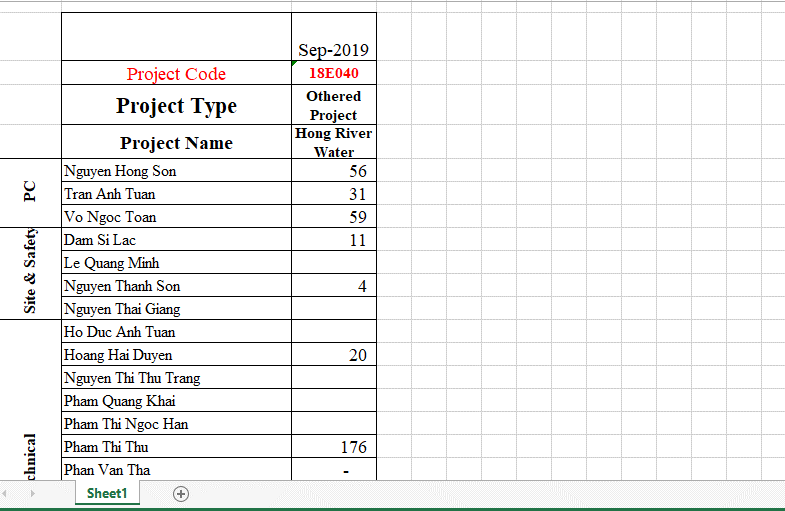 Sep-2019
Project Code 18E040
Project Type Othered
Project
Project Name Hong River
Water
PC
Nguyen Hong Son 56
Tran Anh Tuan 31
Vo Ngoc Toan 59
Site & Safety
Dam Si Lac 11
Le Quang Minh
Nguyen Thanh Son 4
Nguyen Thai Giang
chnical
Ho Duc Anh Tuan
Hoang Hai Duyen 20
Nguyen Thi Thu Trang
Pham Quang Khai
Pham Thi Ngoc Han
Pham Thi Thu 176
Phan Van Tha -
Sheet1